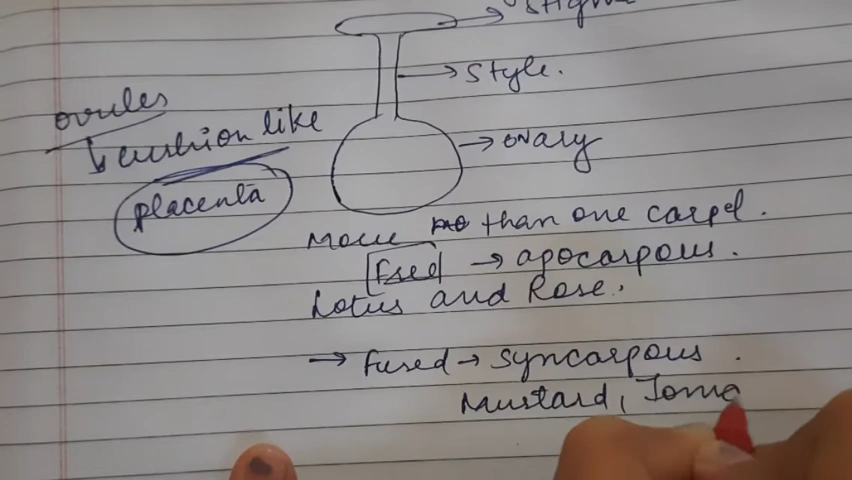 style.
ovules
cushion like
ovary
placenta
more than one carpel.
Free → apocarpous.
Lotus and Rose.
→ fused → syncarpous.
Mustard, Toma